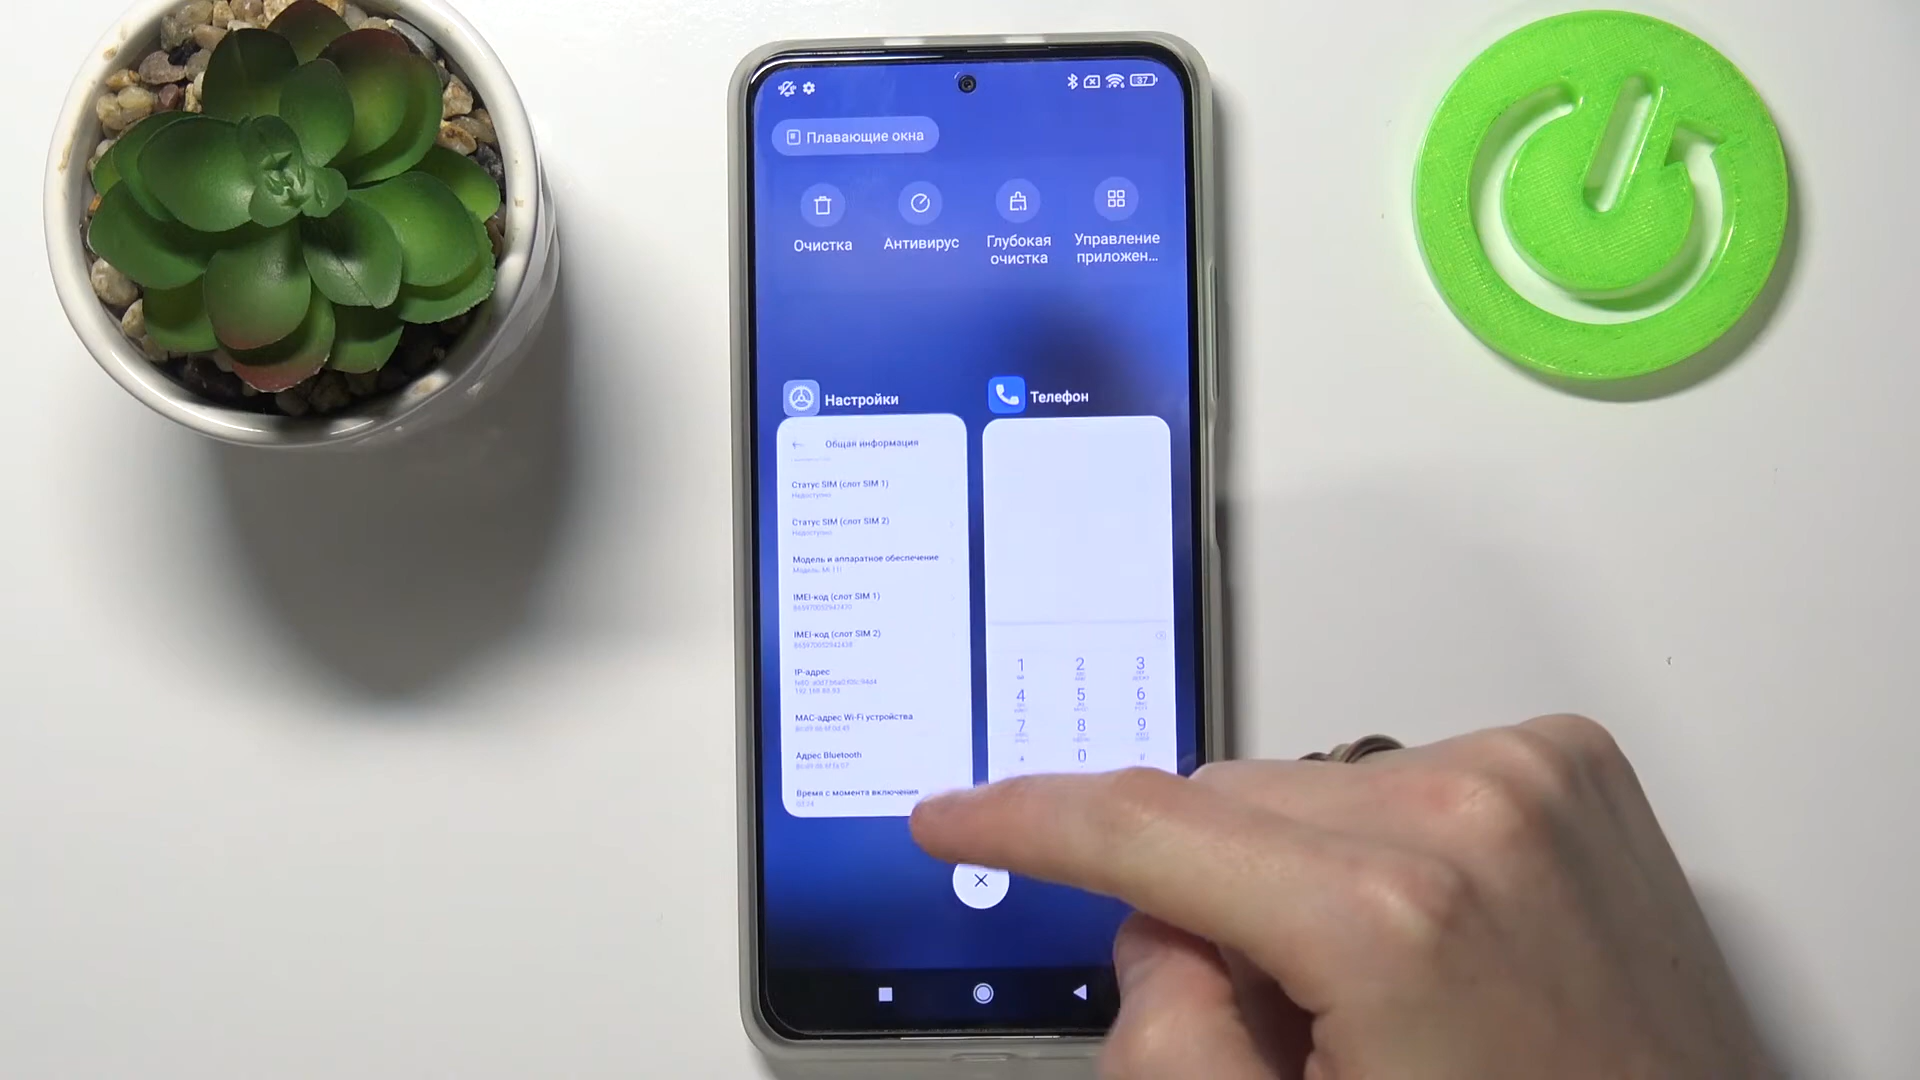 37
Плавающие окна
Очистка
Антивирус
Глубокая
очистка
Управление
приложен...
Настройки
Телефон
Общая информация
Статус SIM (слот SIM 1)
Недоступно
Статус SIM (слот SIM 2)
Недоступно
Модель и аппаратное обеспечение
Модель, Mi 11i
IMEI-код (слот SIM 1)
IMEI-код (слот SIM 2)
IP-адрес
MAC-адрес Wi-Fi устройства
Адрес Bluetooth
Время с момента включения
1 2 3
4 5 6
7 8 9
* 0 #